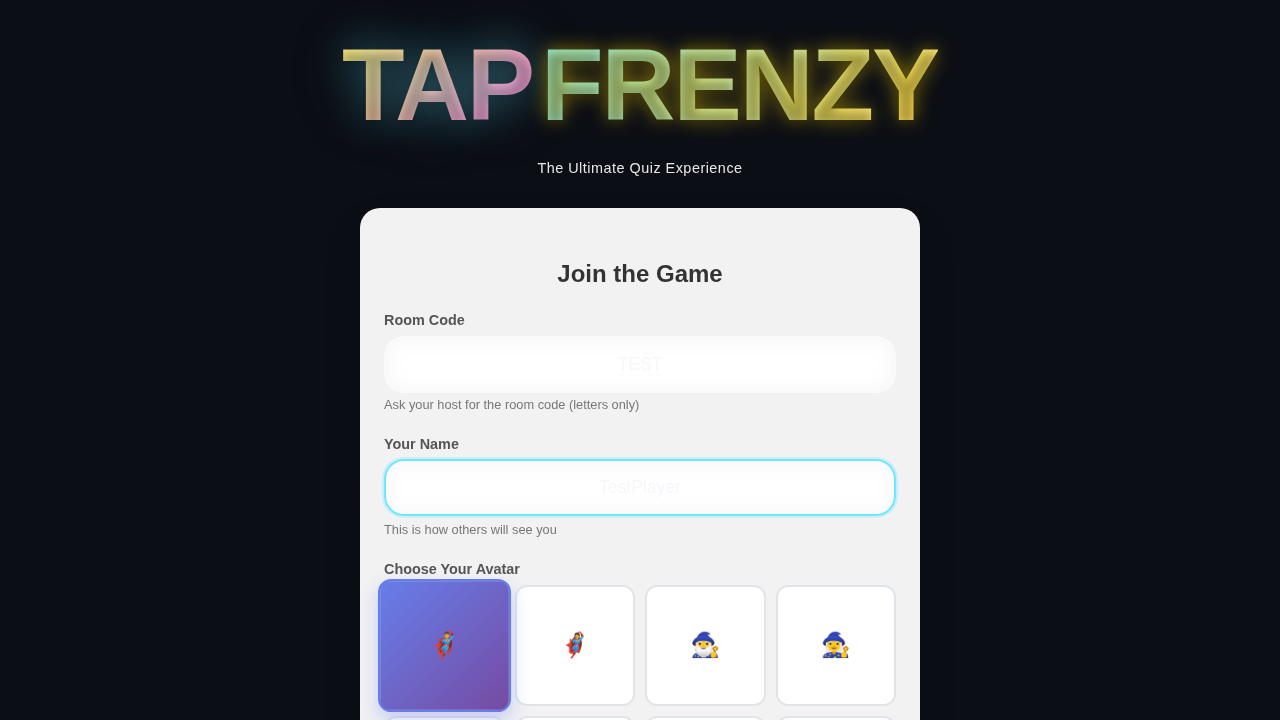 TAP FRENZY
The Ultimate Quiz Experience
Join the Game
Room Code
TEST
Ask your host for the room code (letters only)
Your Name
TestPlayer
This is how others will see you
Choose Your Avatar